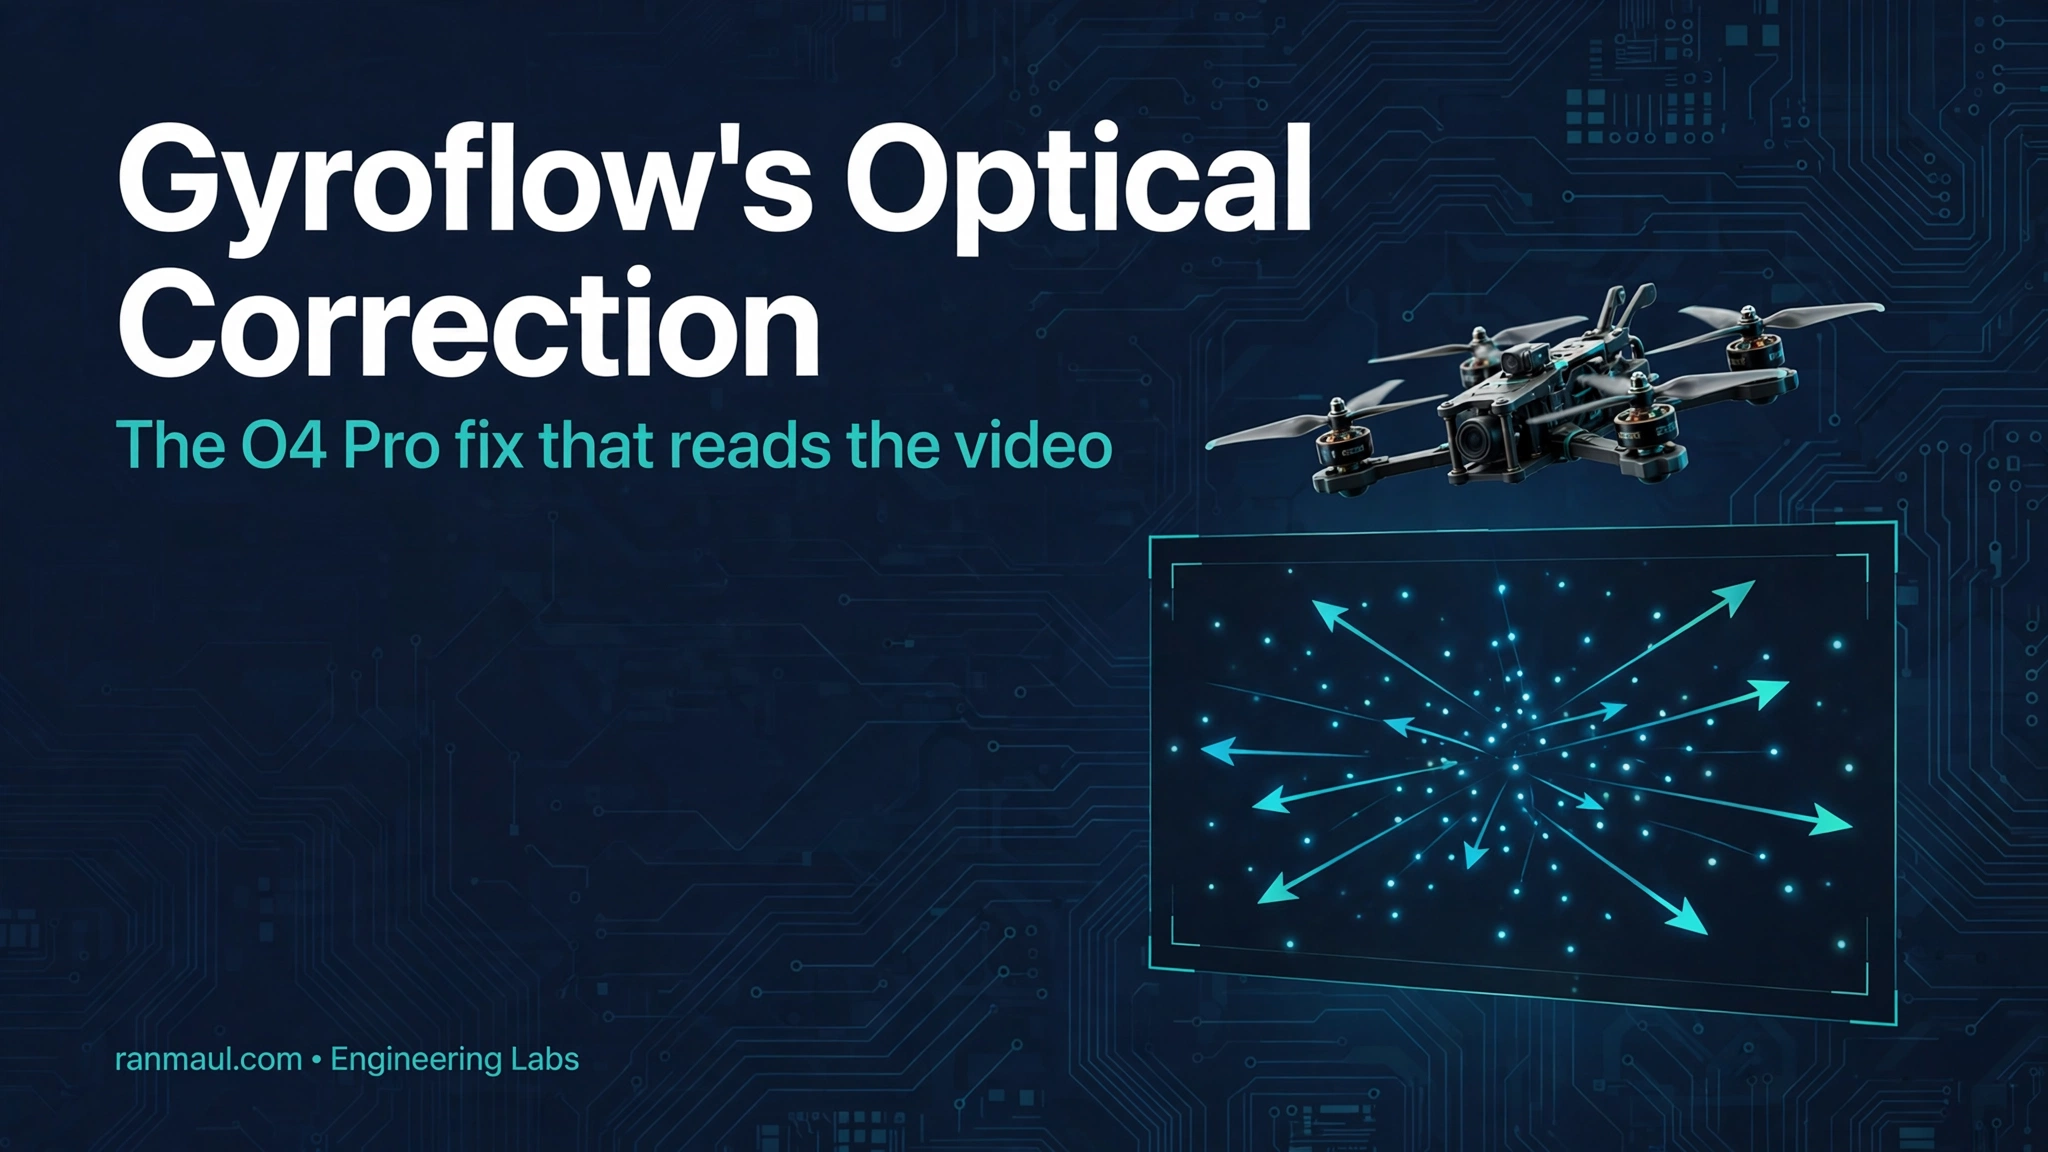 Gyroflow's Optical
Correction
The O4 Pro fix that reads the video
ranmaul.com • Engineering Labs